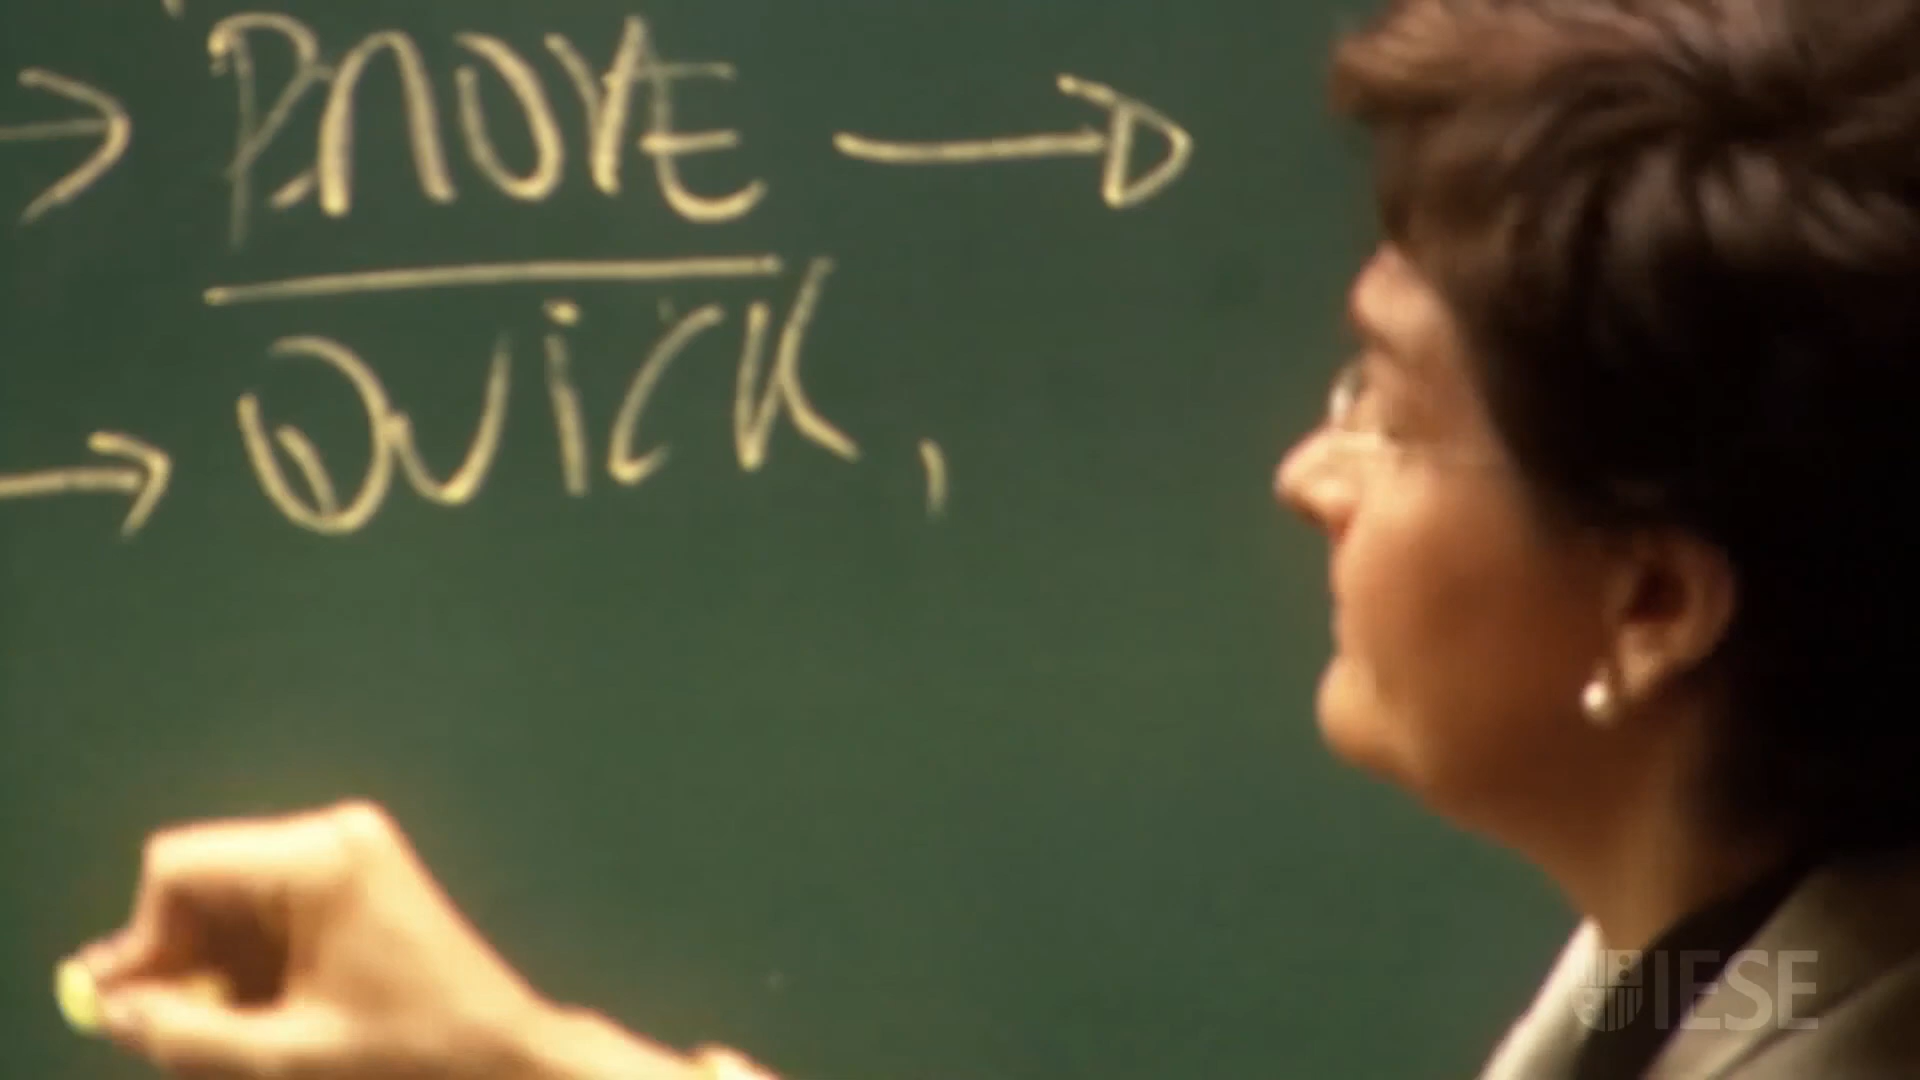 → PROVE →
→ QUICK,
IESE